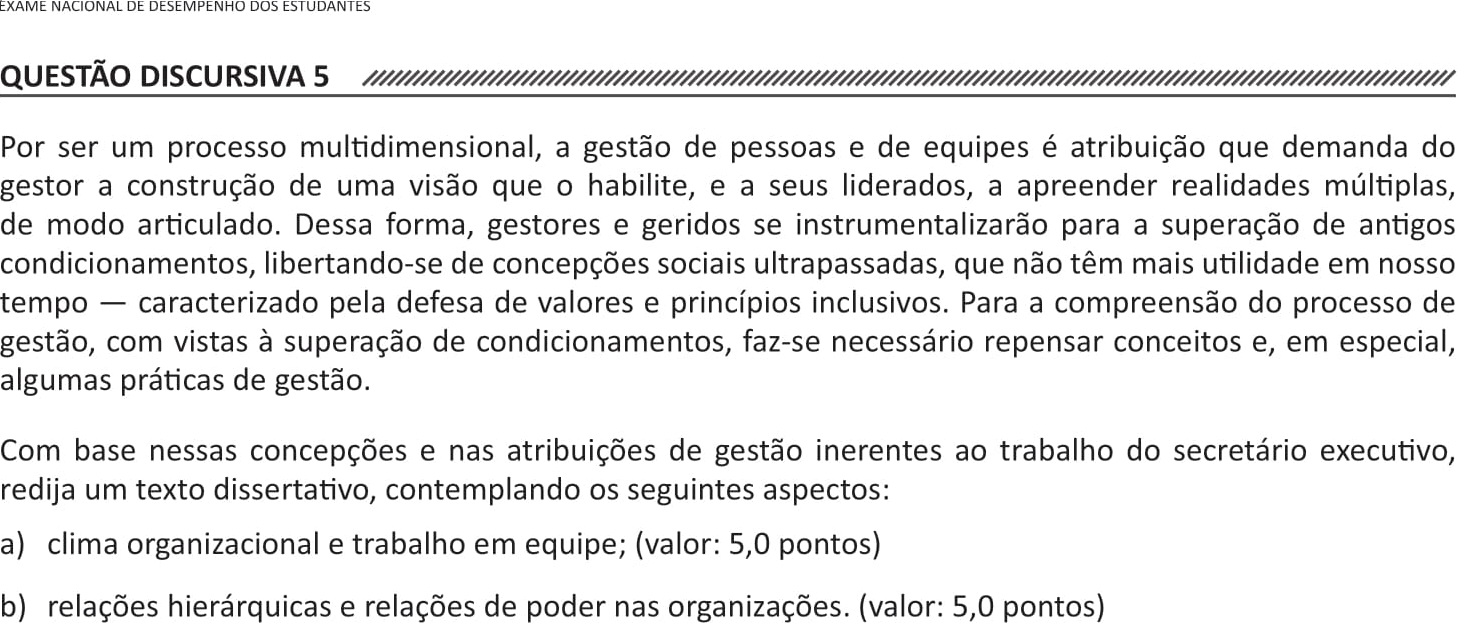 EXAME NACIONAL DE DESEMPENHO DOS ESTUDANTES
QUESTÃO DISCURSIVA 5
Por ser um processo multidimensional, a gestão de pessoas e de equipes é atribuição que demanda do
gestor a construção de uma visão que o habilite, e a seus liderados, a apreender realidades múltiplas,
de modo articulado. Dessa forma, gestores e geridos se instrumentalizarão para a superação de antigos
condicionamentos, libertando-se de concepções sociais ultrapassadas, que não têm mais utilidade em nosso
tempo — caracterizado pela defesa de valores e princípios inclusivos. Para a compreensão do processo de
gestão, com vistas à superação de condicionamentos, faz-se necessário repensar conceitos e, em especial,
algumas práticas de gestão.
Com base nessas concepções e nas atribuições de gestão inerentes ao trabalho do secretário executivo,
redija um texto dissertativo, contemplando os seguintes aspectos:
a) clima organizacional e trabalho em equipe; (valor: 5,0 pontos)
b) relações hierárquicas e relações de poder nas organizações. (valor: 5,0 pontos)